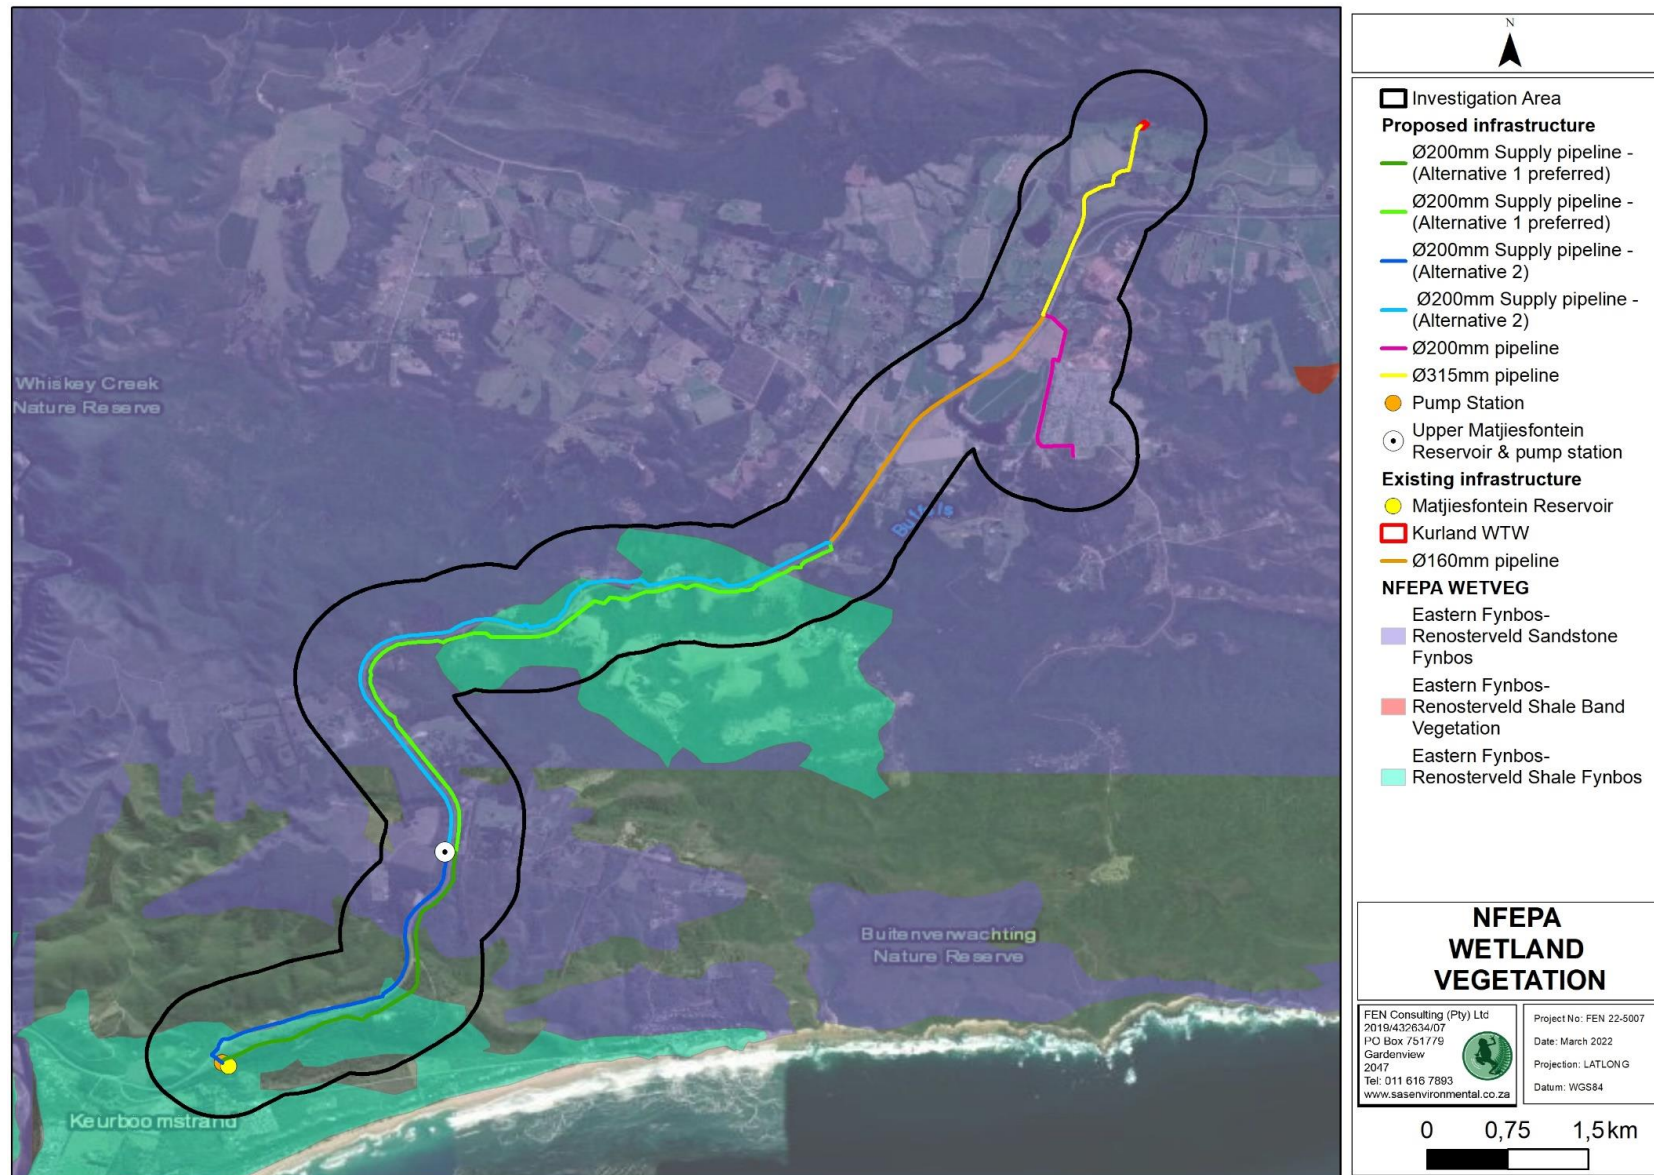 N
Investigation Area
Proposed infrastructure
Ø200mm Supply pipeline -
(Alternative 1 preferred)
Ø200mm Supply pipeline -
(Alternative 1 preferred)
Ø200mm Supply pipeline -
(Alternative 2)
Ø200mm Supply pipeline -
(Alternative 2)
Ø200mm pipeline
Ø315mm pipeline
Pump Station
Upper Matjiesfontein
Reservoir & pump station
Existing infrastructure
Matjiesfontein Reservoir
Kurland WTW
Ø160mm pipeline
NFEPA WETVEG
Eastern Fynbos-
Renosterveld Sandstone
Fynbos
Eastern Fynbos-
Renosterveld Shale Band
Vegetation
Eastern Fynbos-
Renosterveld Shale Fynbos
Whiskey Creek
Nature Reserve
Buffels
Buitenverwachting
Nature Reserve
Keurboomstrand
NFEPA
WETLAND
VEGETATION
FEN Consulting (Pty) Ltd
2019/432634/07
PO Box 751779
Gardenview
2047
Tel: 011 616 7893
www.sasenvironmental.co.za
Project No: FEN 22-5007
Date: March 2022
Projection: LATLONG
Datum: WGS84
0 0,75 1,5 km